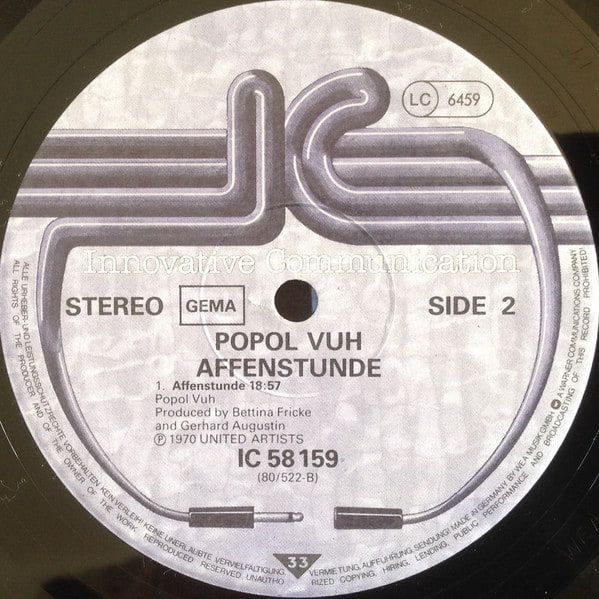 LC 6459
Innovative Communication
STEREO GEMA SIDE 2
POPOL VUH
AFFENSTUNDE
1. Affenstunde 18:57
Popol Vuh
Produced by Bettina Fricke
and Gerhard Augustin
Ⓟ 1970 UNITED ARTISTS
IC 58 159
(80/522-B)
33
ALLE URHEBER- UND LEISTUNGSSCHUTZRECHTE VORBEHALTEN KEIN VERLEIH! KEINE UNERLAUBTE VERVIELFÄLTIGUNG, VERMIETUNG, AUFFÜHRUNG, SENDUNG! MADE IN GERMANY BY WEA MUSIK GMBH A WARNER COMMUNICATIONS COMPANY
ALL RIGHTS OF THE PRODUCER AND OF THE OWNER OF THE WORK REPRODUCED RESERVED UNAUTHORIZED COPYING, HIRING, LENDING, PUBLIC PERFORMANCE AND BROADCASTING OF THIS RECORD PROHIBITED!